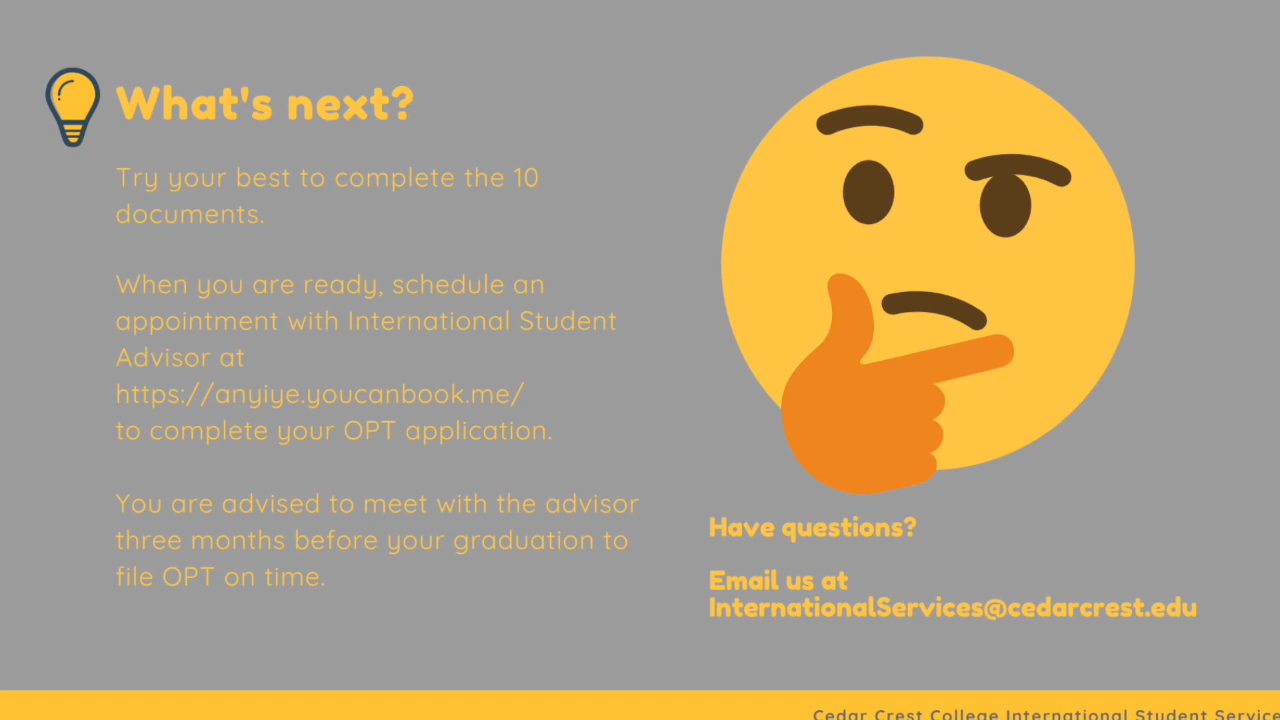 What's next?
Try your best to complete the 10
documents.
When you are ready, schedule an
appointment with International Student
Advisor at
https://anyiye.youcanbook.me/
to complete your OPT application.
You are advised to meet with the advisor
three months before your graduation to
file OPT on time.
Have questions?
Email us at
InternationalServices@cedarcrest.edu
Cedar Crest College International Student Service